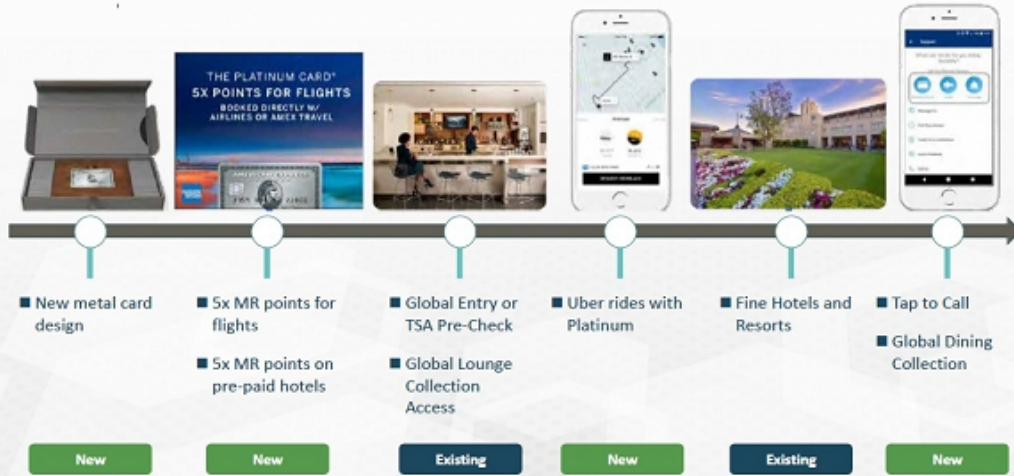 THE PLATINUM CARD®
5X POINTS FOR FLIGHTS
BOOKED DIRECTLY W/
AIRLINES OR AMEX TRAVEL
AMERICAN EXPRESS
New metal card
design
5x MR points for
flights
5x MR points on
pre-paid hotels
Global Entry or
TSA Pre-Check
Global Lounge
Collection
Access
Uber rides with
Platinum
Fine Hotels and
Resorts
Tap to Call
Global Dining
Collection
New
New
Existing
New
Existing
New